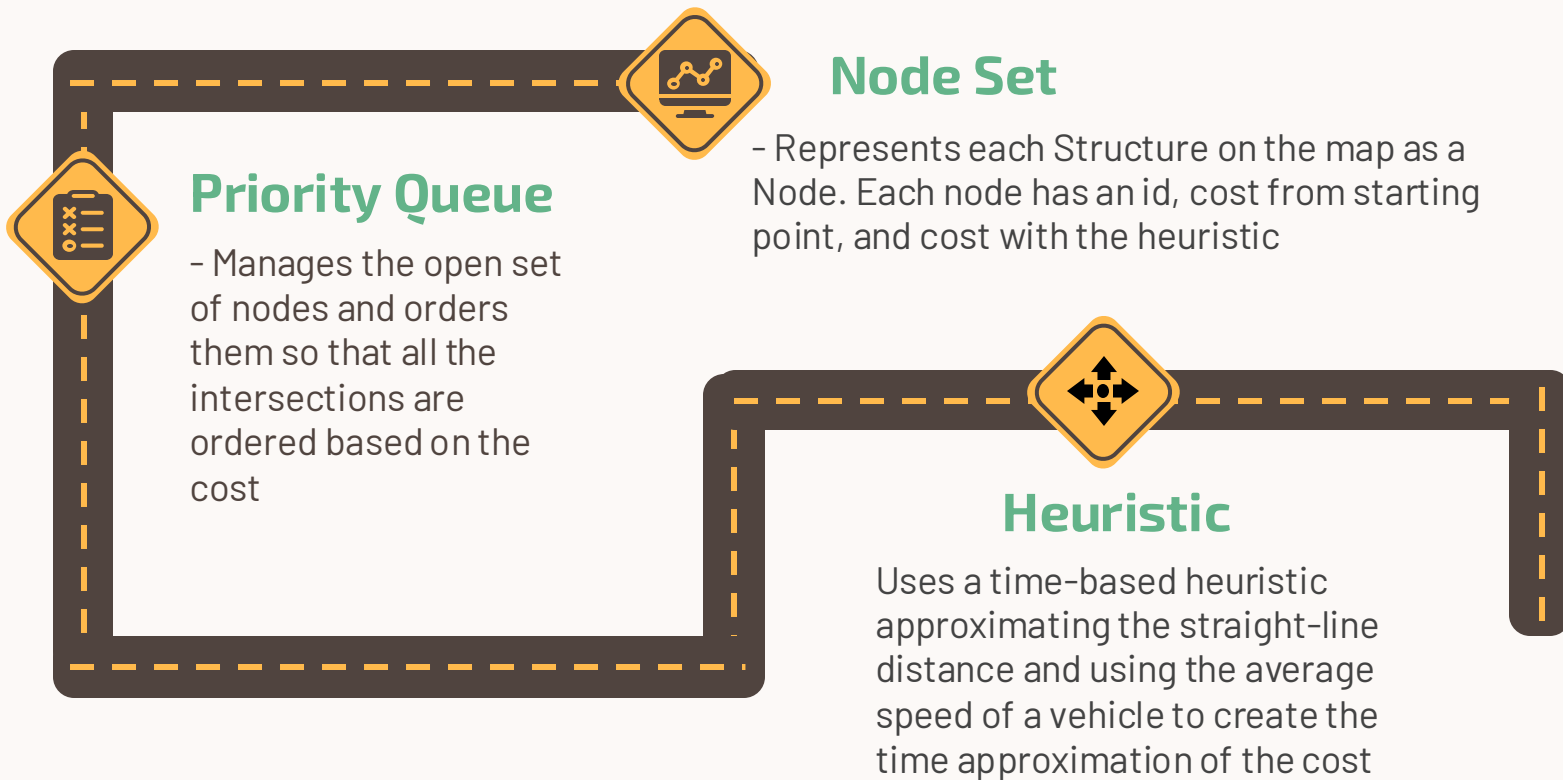 Node Set
- Represents each Structure on the map as a
Node. Each node has an id, cost from starting
point, and cost with the heuristic
Priority Queue
- Manages the open set
of nodes and orders
them so that all the
intersections are
ordered based on the
cost
Heuristic
Uses a time-based heuristic
approximating the straight-line
distance and using the average
speed of a vehicle to create the
time approximation of the cost